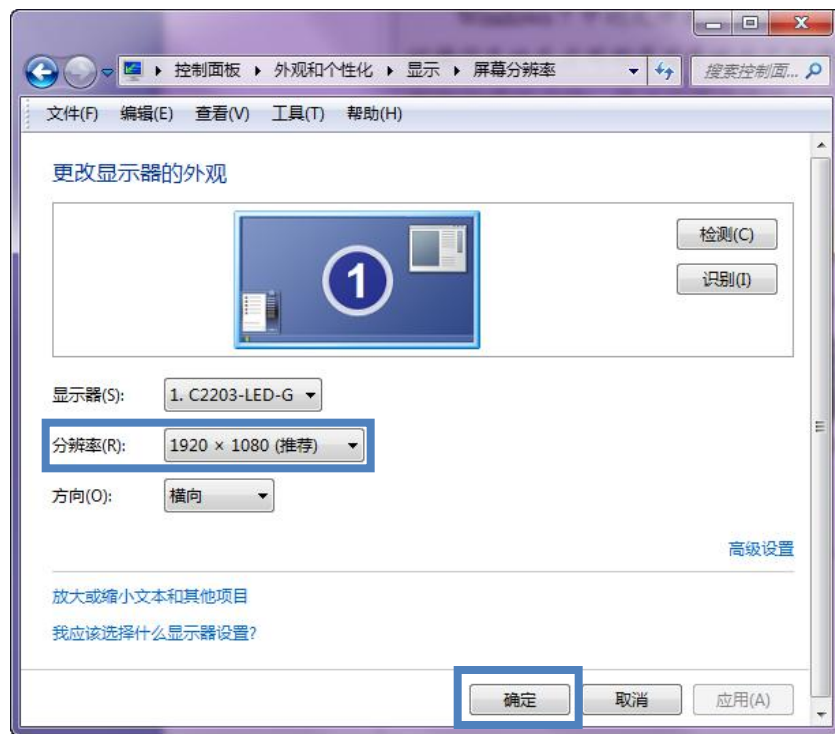 控制面板 外观和个性化 显示 屏幕分辨率 搜索控制面...
文件(F) 编辑(E) 查看(V) 工具(T) 帮助(H)
更改显示器的外观
1
检测(C)
识别(I)
显示器(S): 1. C2203-LED-G
分辨率(R): 1920 × 1080 (推荐)
方向(O): 横向
高级设置
放大或缩小文本和其他项目
我应该选择什么显示器设置?
确定 取消 应用(A)